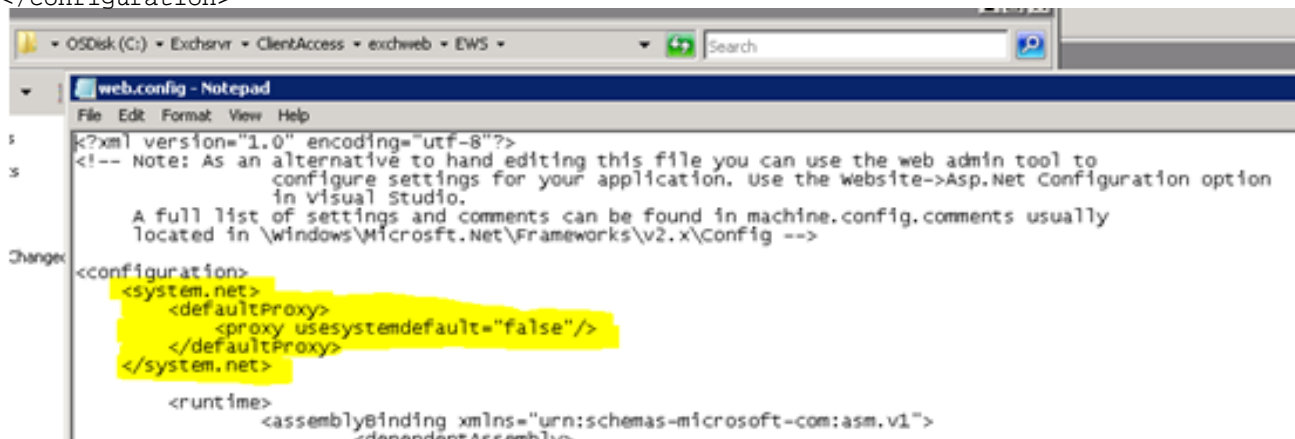 </configuration>
OSDisk (C:) ▾ Exchsrvr ▾ ClientAccess ▾ exchweb ▾ EWS ▾
Search
web.config - Notepad
File Edit Format View Help
<?xml version="1.0" encoding="utf-8"?>
<!-- Note: As an alternative to hand editing this file you can use the web admin tool to
configure settings for your application. Use the Website->Asp.Net Configuration option
in Visual Studio.
A full list of settings and comments can be found in machine.config.comments usually
located in \Windows\Microsft.Net\Frameworks\v2.x\Config -->
Changed
<configuration>
<system.net>
<defaultProxy>
<proxy usesystemdefault="false"/>
</defaultProxy>
</system.net>
<runtime>
<assemblyBinding xmlns="urn:schemas-microsoft-com:asm.v1">
<dependentAssembly>